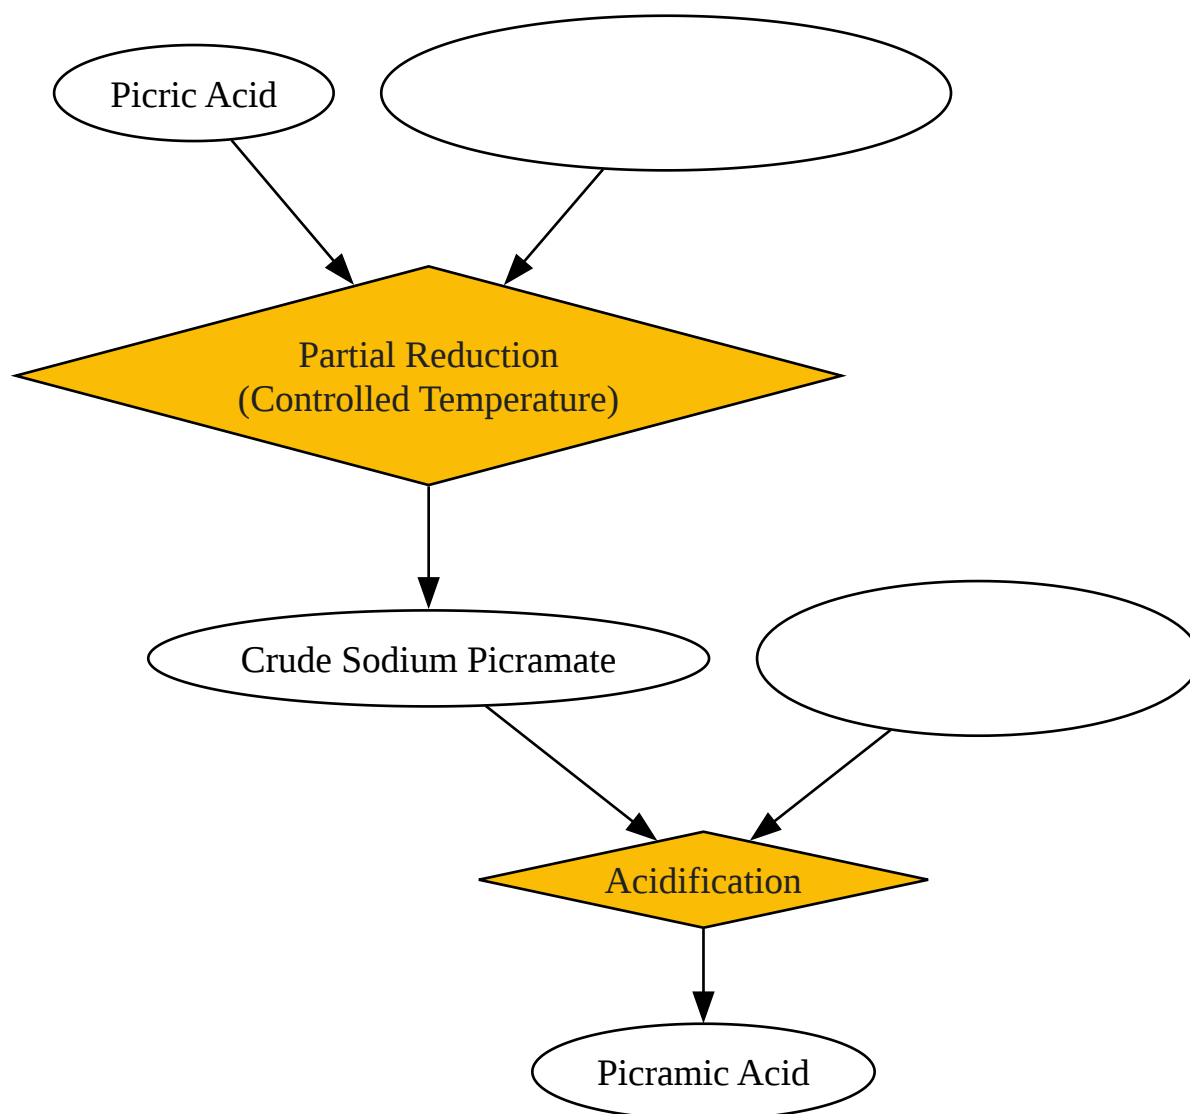 Picric Acid
Partial Reduction
(Controlled Temperature)
Crude Sodium Picramate
Acidification
Picramic Acid